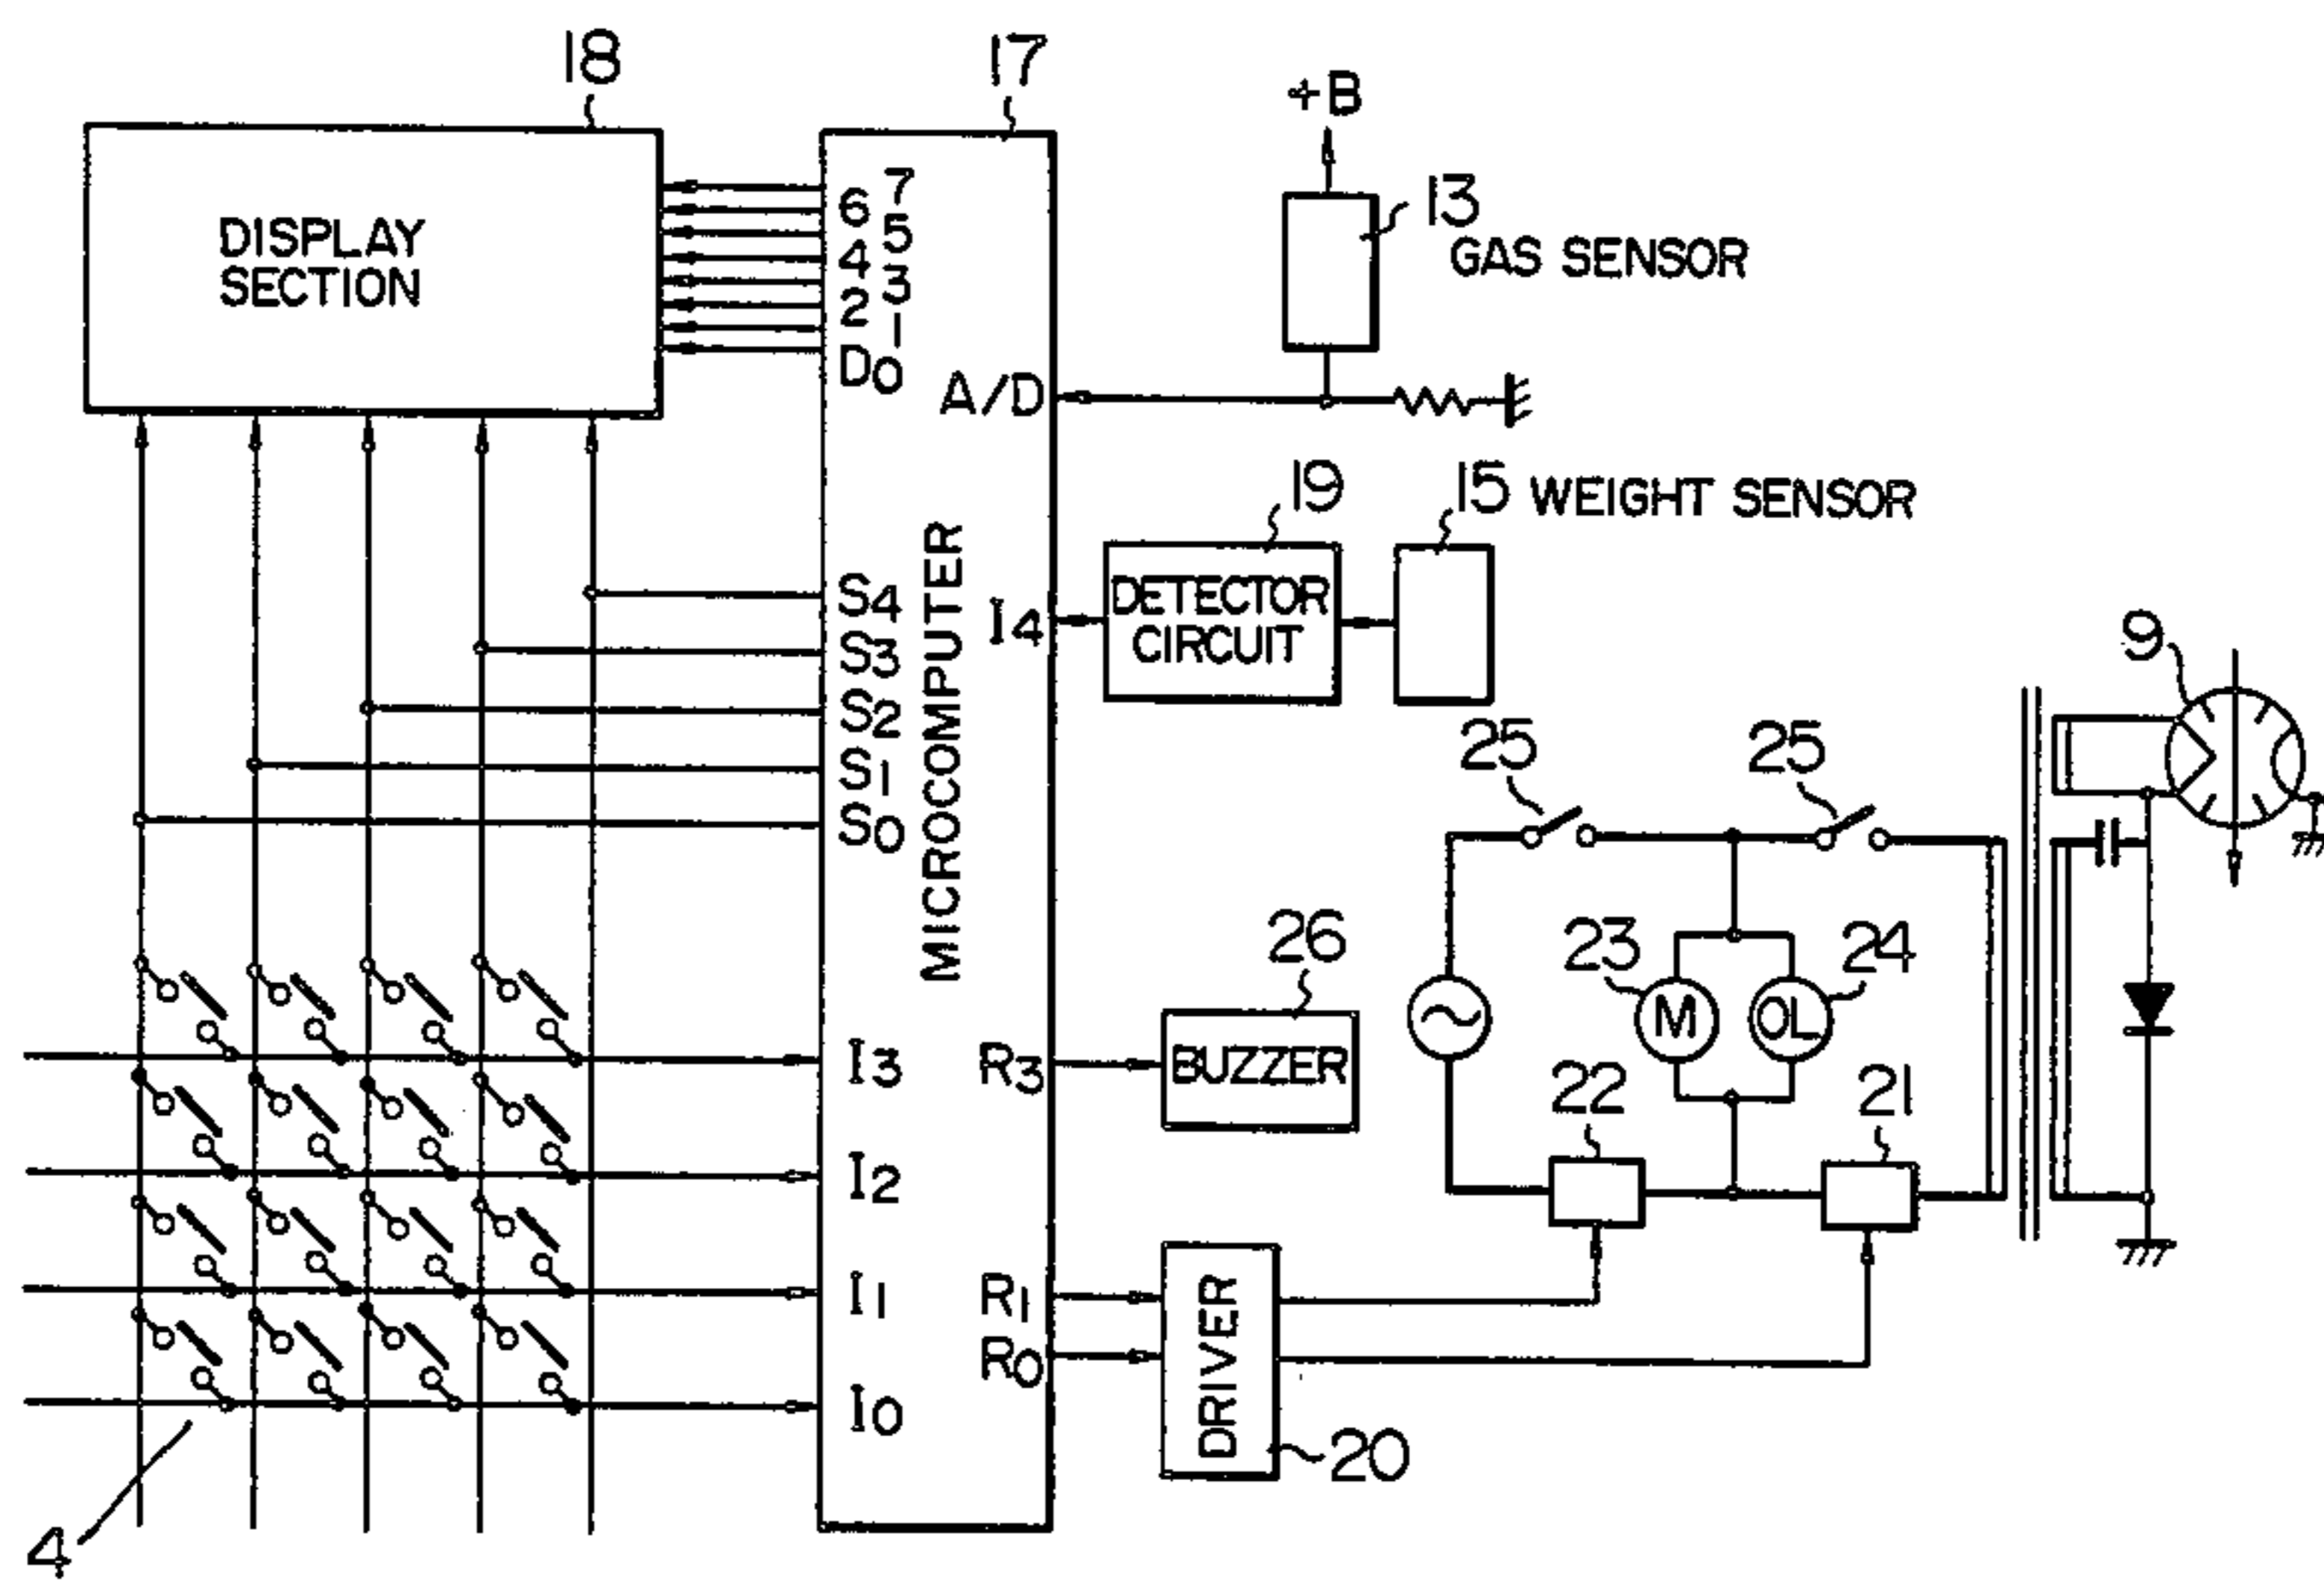 18
17
+B
13
GAS SENSOR
DISPLAY
SECTION
7
6
5
4
3
2
1
D0
A/D
19
15 WEIGHT SENSOR
DETECTOR
CIRCUIT
I4
S4
S3
S2
S1
S0
MICROCOMPUTER
9
25
25
26
23
24
M
OL
BUZZER
I3
R3
22
21
I2
I1
R1
R0
DRIVER
I0
20
4